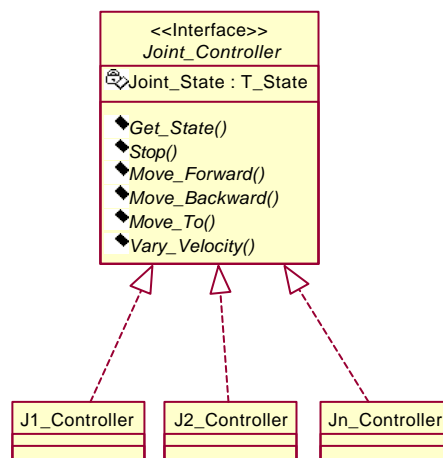 <<Interface>>
Joint_Controller
Joint_State : T_State
Get_State()
Stop()
Move_Forward()
Move_Backward()
Move_To()
Vary_Velocity()
J1_Controller
J2_Controller
Jn_Controller